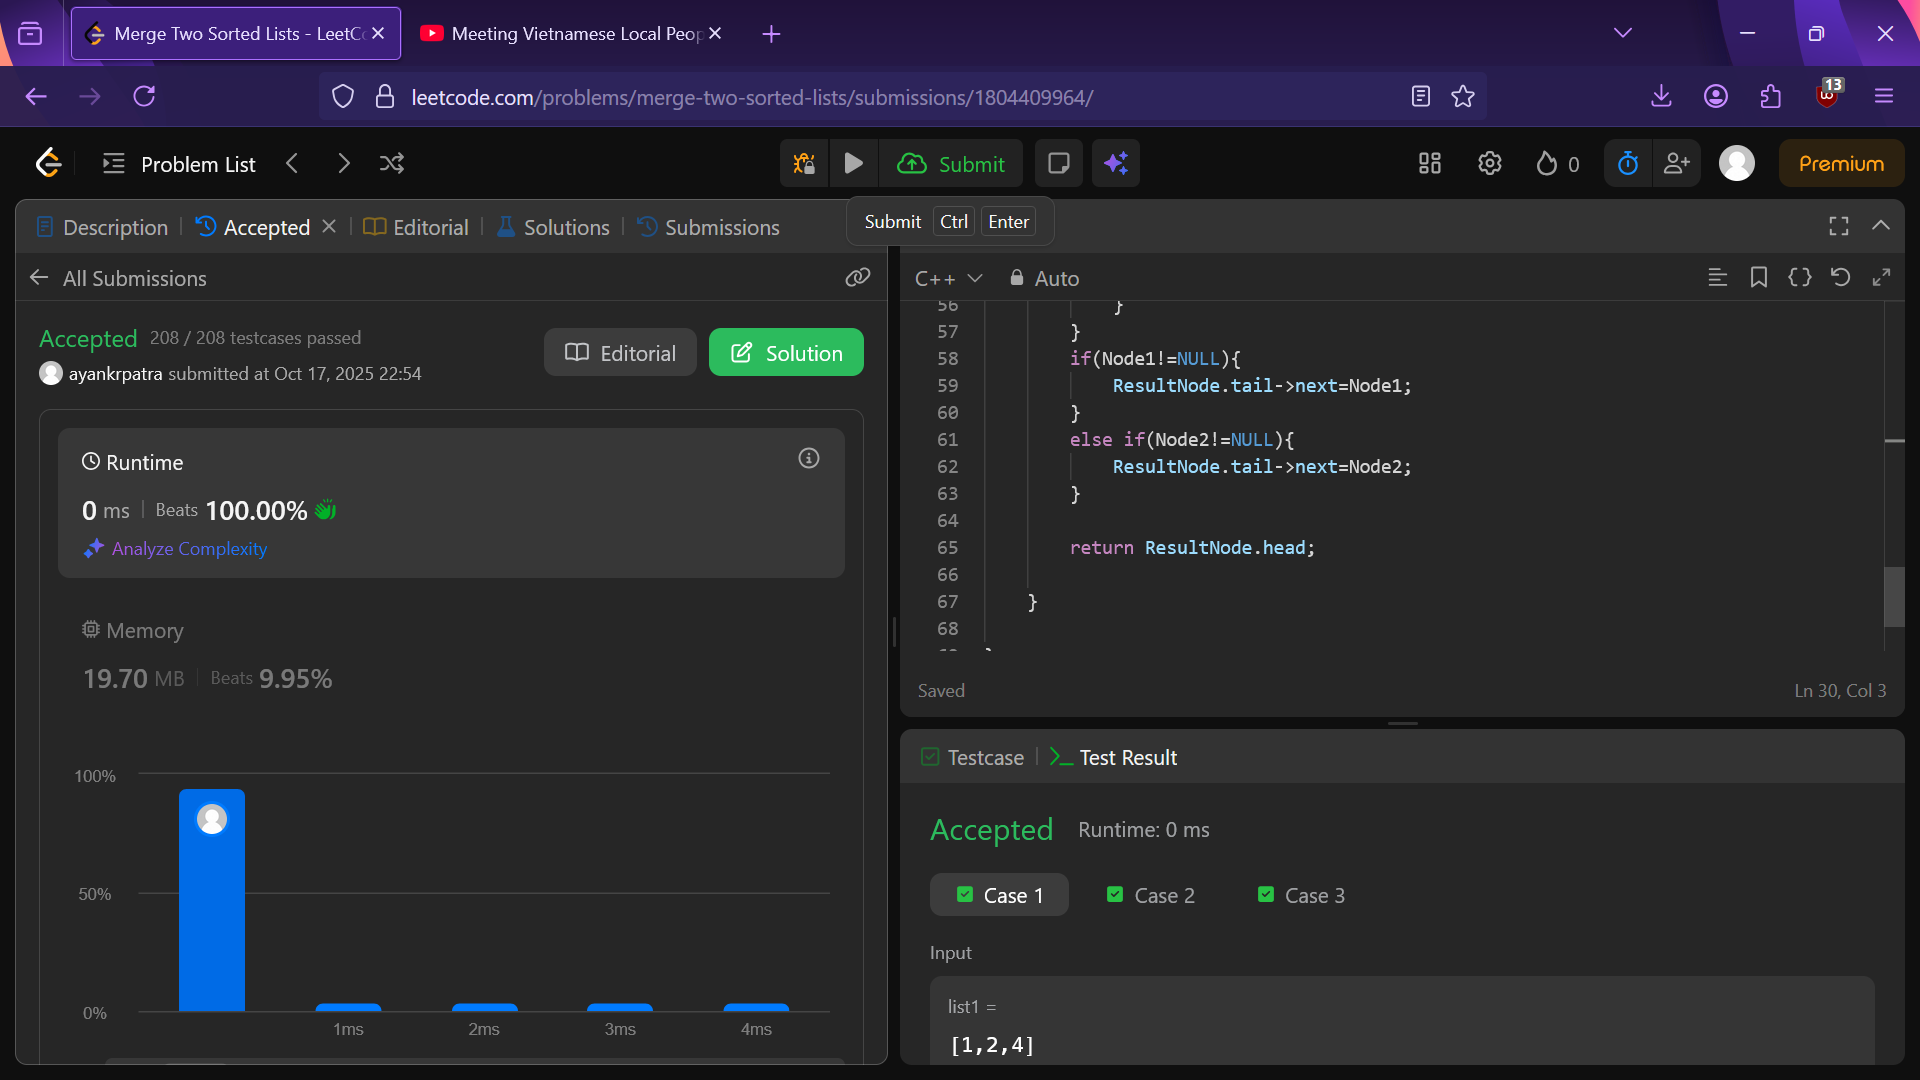 Merge Two Sorted Lists - LeetC
Meeting Vietnamese Local Peop
leetcode.com/problems/merge-two-sorted-lists/submissions/1804409964/
13
Problem List
Submit
0
Premium
Description
Accepted
Editorial
Solutions
Submissions
Submit Ctrl Enter
All Submissions
C++
Auto
Accepted 208 / 208 testcases passed
ayankrpatra submitted at Oct 17, 2025 22:54
Editorial
Solution
Runtime
0 ms Beats 100.00%
Analyze Complexity
Memory
19.70 MB Beats 9.95%
100%
50%
0%
1ms 2ms 3ms 4ms
56 }
57 }
58 if(Node1!=NULL){
59 ResultNode.tail->next=Node1;
60 }
61 else if(Node2!=NULL){
62 ResultNode.tail->next=Node2;
63 }
64
65 return ResultNode.head;
66
67 }
68
Saved
Ln 30, Col 3
Testcase
Test Result
Accepted Runtime: 0 ms
Case 1 Case 2 Case 3
Input
list1 =
[1,2,4]